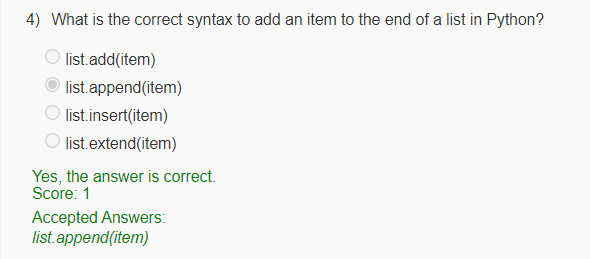 4) What is the correct syntax to add an item to the end of a list in Python?
list.add(item)
list.append(item)
list.insert(item)
list.extend(item)
Yes, the answer is correct.
Score: 1
Accepted Answers:
list.append(item)